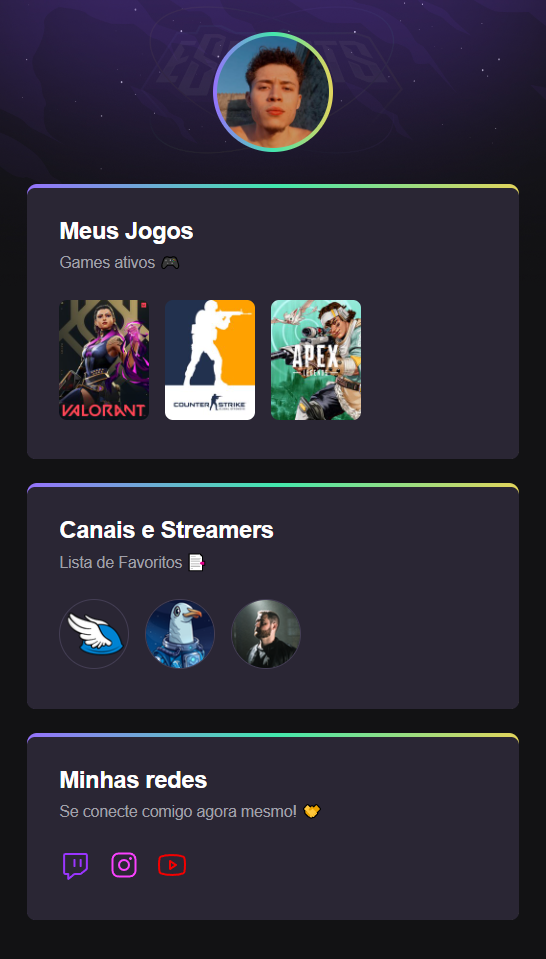 ESPORTS
Meus Jogos
Games ativos
VALORANT
COUNTER STRIKE
APEX
LEGENDS
Canais e Streamers
Lista de Favoritos
Minhas redes
Se conecte comigo agora mesmo!